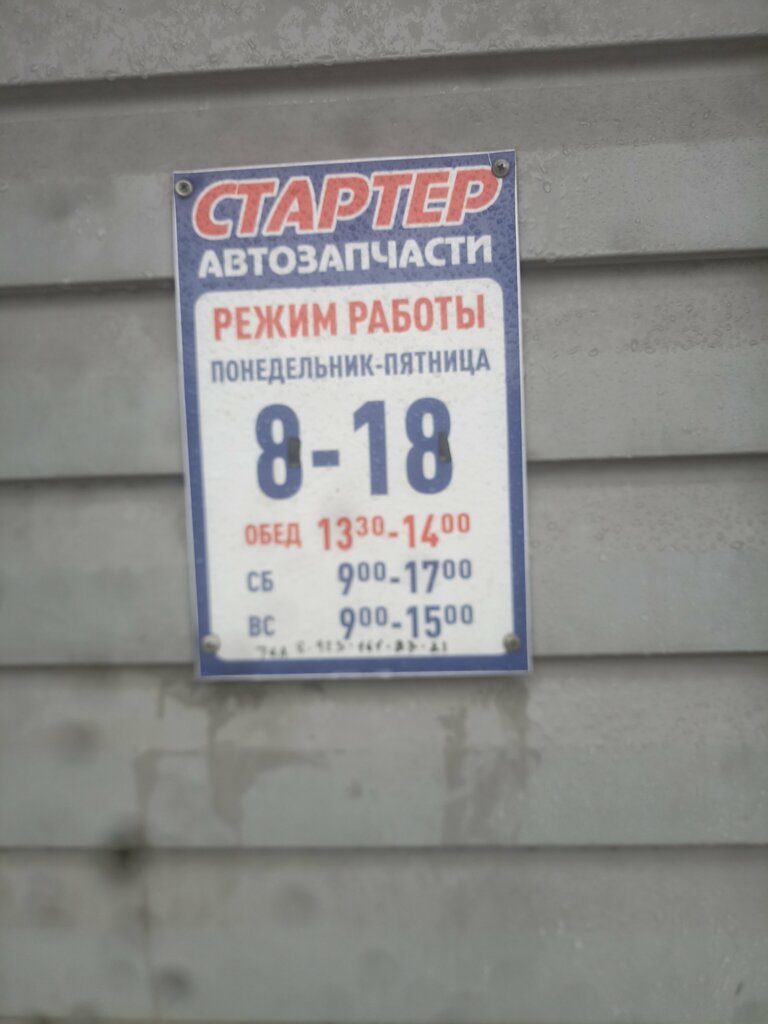 СТАРТЕР
АВТОЗАПЧАСТИ
РЕЖИМ РАБОТЫ
ПОНЕДЕЛЬНИК-ПЯТНИЦА
8-18
ОБЕД 13³⁰-14⁰⁰
СБ 9⁰⁰-17⁰⁰
ВС 9⁰⁰-15⁰⁰